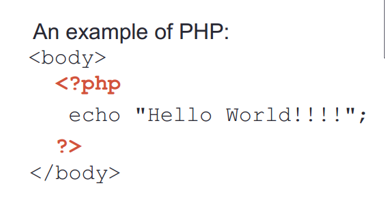 An example of PHP:
<body>
<?php
echo "Hello World!!!!";
?>
</body>